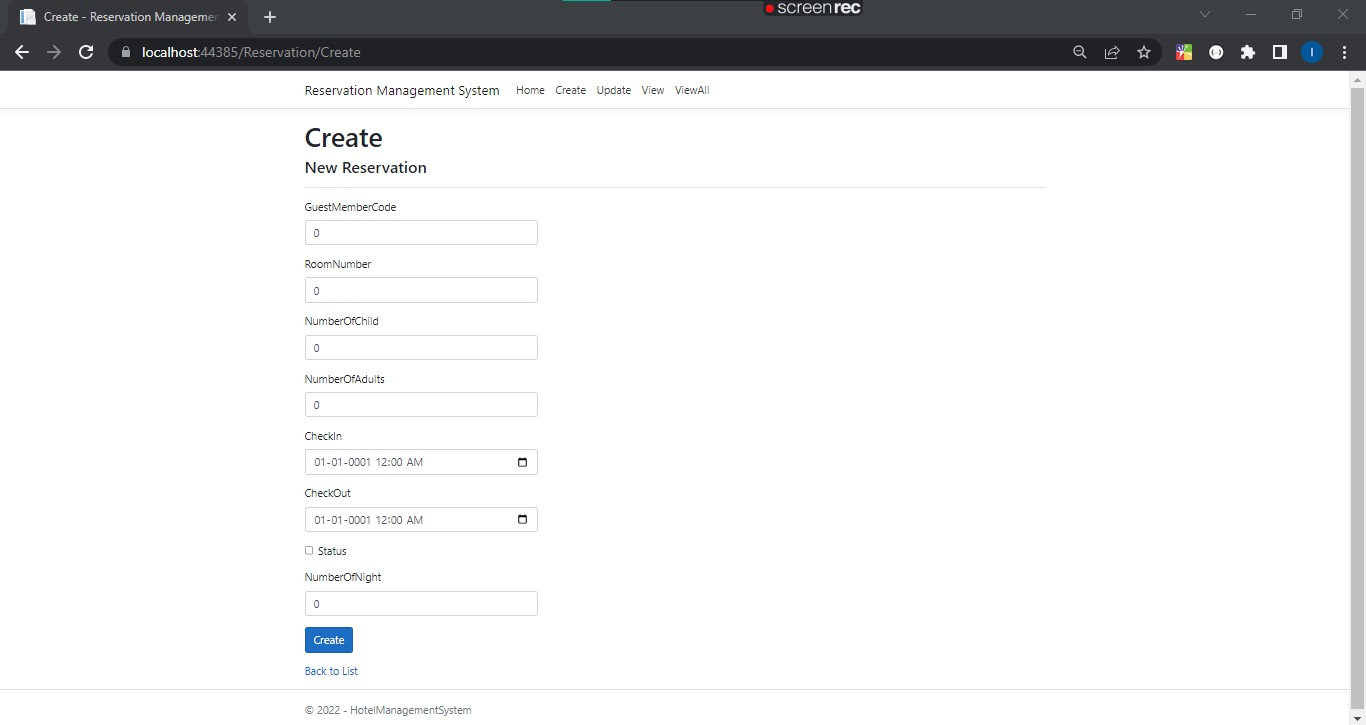 screenrec
Create - Reservation Managemen
localhost:44385/Reservation/Create
I
Reservation Management System Home Create Update View ViewAll
Create
New Reservation
GuestMemberCode
0
RoomNumber
0
NumberOfChild
0
NumberOfAdults
0
CheckIn
01-01-0001 12:00 AM
CheckOut
01-01-0001 12:00 AM
Status
NumberOfNight
0
Create
Back to List
© 2022 - HotelManagementSystem